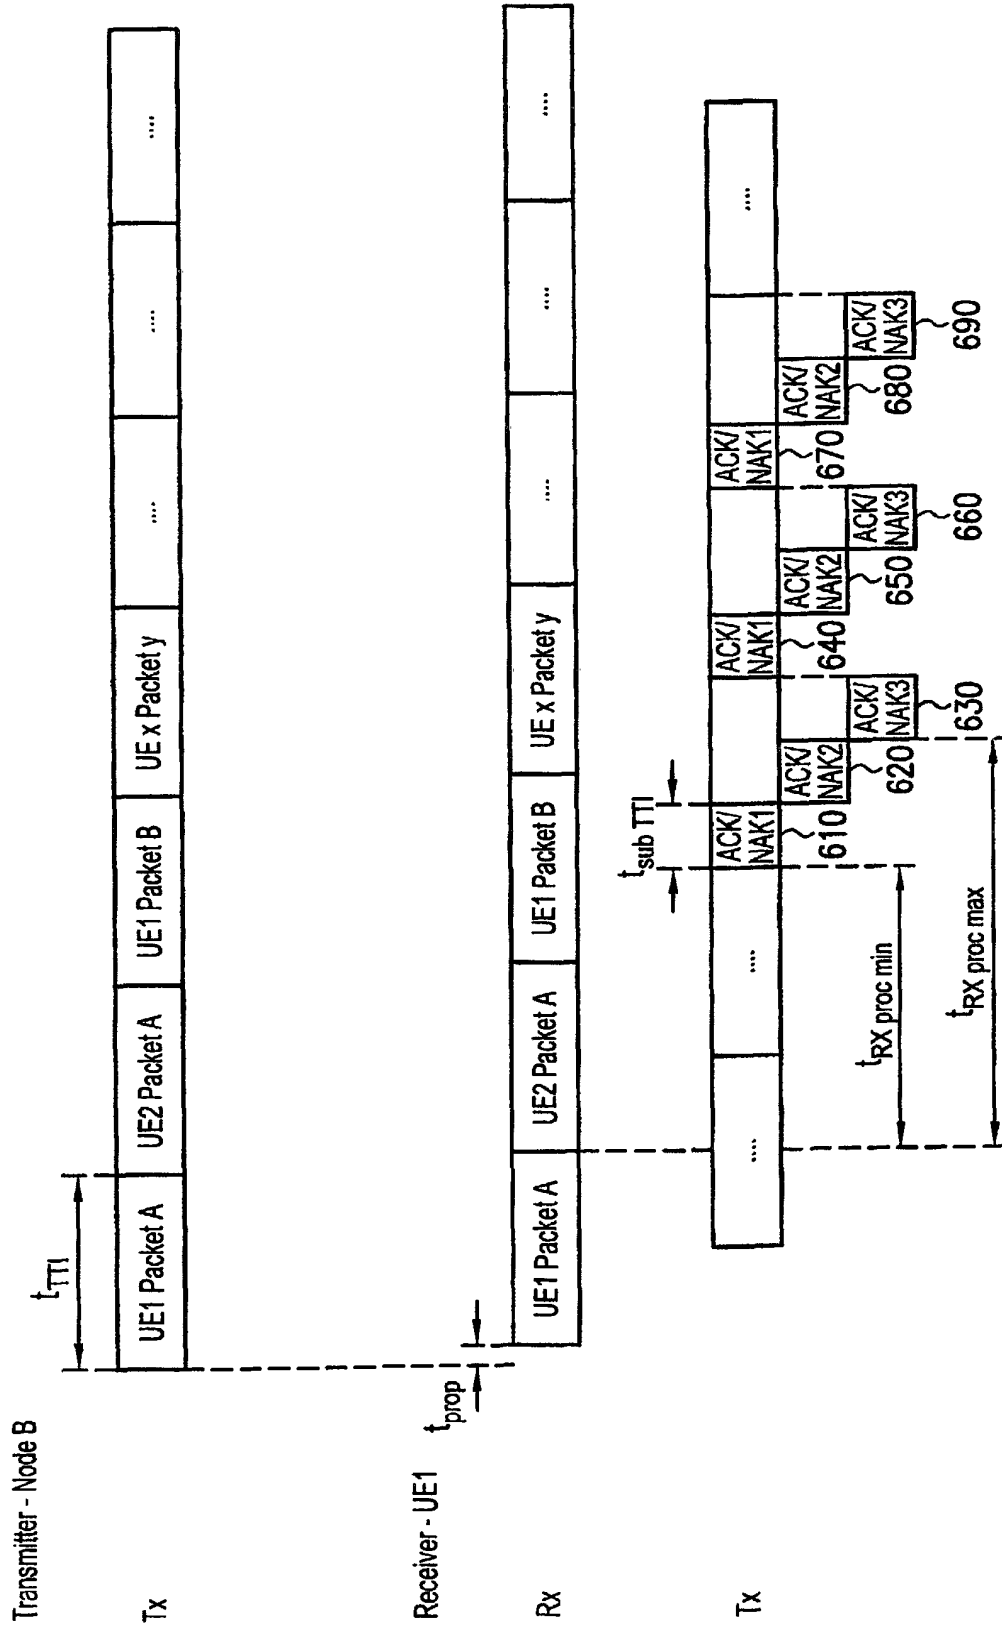 Transmitter - Node B
t_TTI
Tx
UE1 Packet A
UE2 Packet A
UE1 Packet B
UE x Packet y
....
....
....
Receiver - UE1
t_prop
Rx
UE1 Packet A
UE2 Packet A
UE1 Packet B
UE x Packet y
....
....
....
t_sub TTI
Tx
....
....
ACK/
NAK1
ACK/
NAK1
ACK/
NAK1
....
610
640
670
ACK/
NAK2
ACK/
NAK2
ACK/
NAK2
620
650
680
ACK/
NAK3
ACK/
NAK3
ACK/
NAK3
630
660
690
t_RX proc min
t_RX proc max